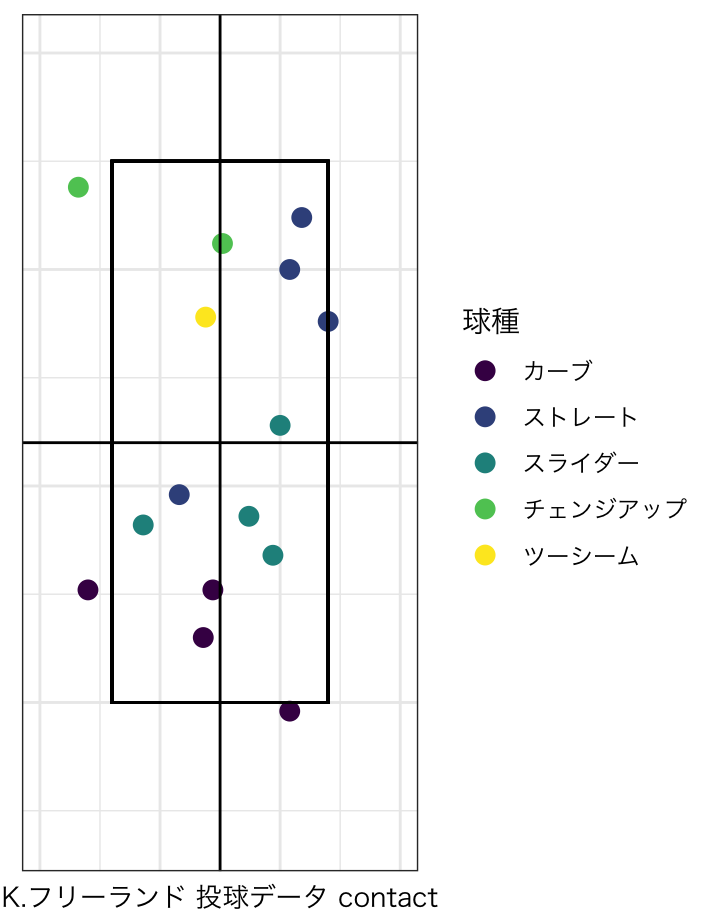 球種
カーブ
ストレート
スライダー
チェンジアップ
ツーシーム
K.フリーランド 投球データ contact